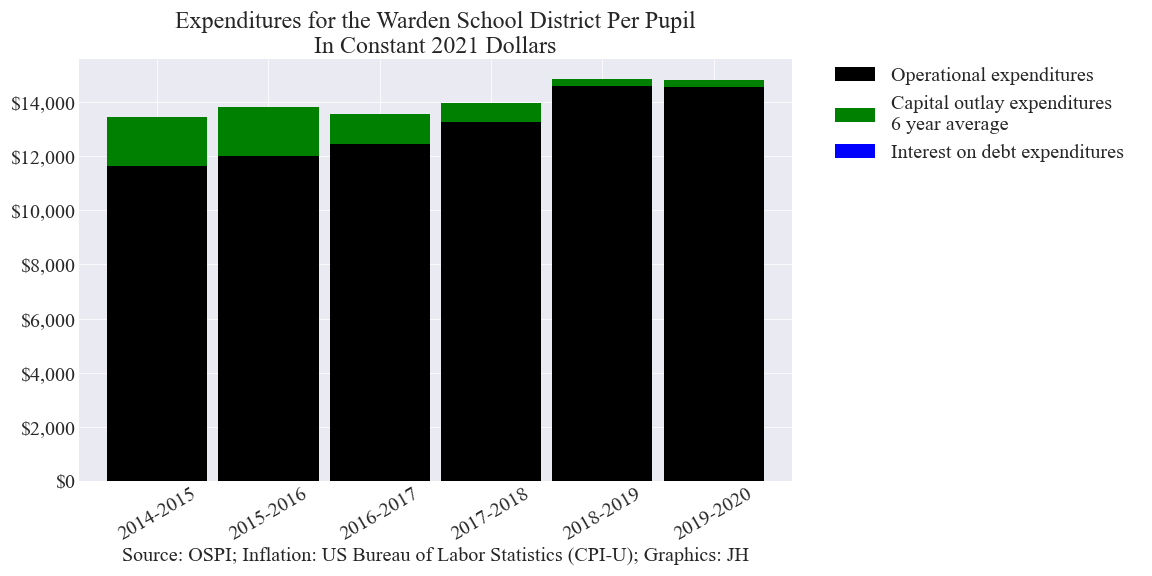 Expenditures for the Warden School District Per Pupil
In Constant 2021 Dollars
Operational expenditures
Capital outlay expenditures
6 year average
Interest on debt expenditures
$14,000
$12,000
$10,000
$8,000
$6,000
$4,000
$2,000
$0
2014-2015
2015-2016
2016-2017
2017-2018
2018-2019
2019-2020
Source: OSPI; Inflation: US Bureau of Labor Statistics (CPI-U); Graphics: JH